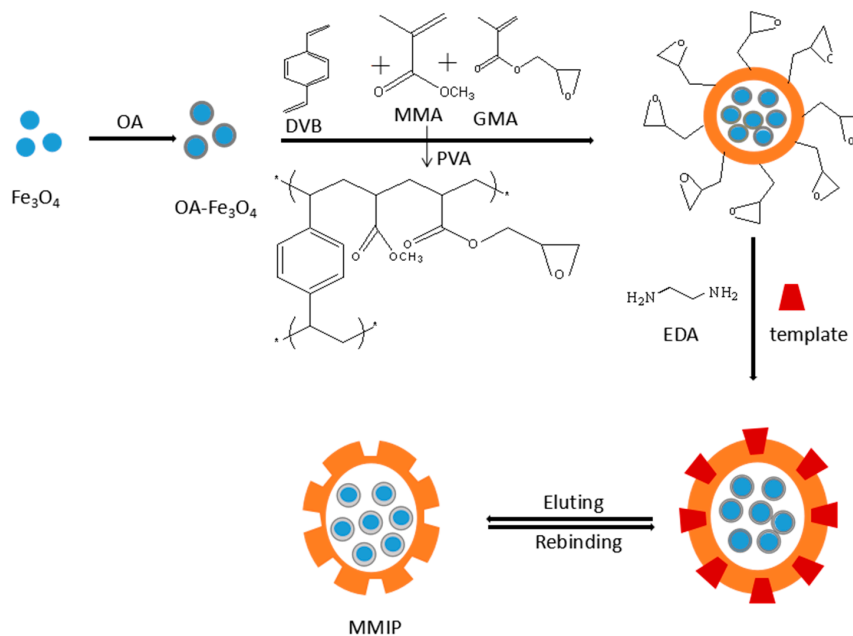 OA
Fe₃O₄
OA-Fe₃O₄
+
+
O
O
OCH₃
O
O
O
DVB
MMA
GMA
PVA
*
(
)
*
O
OCH₃
O
O
O
*
(
)
*
O
O
O
O
O
O
O
O
H₂N
NH₂
EDA
template
Eluting
Rebinding
MMIP